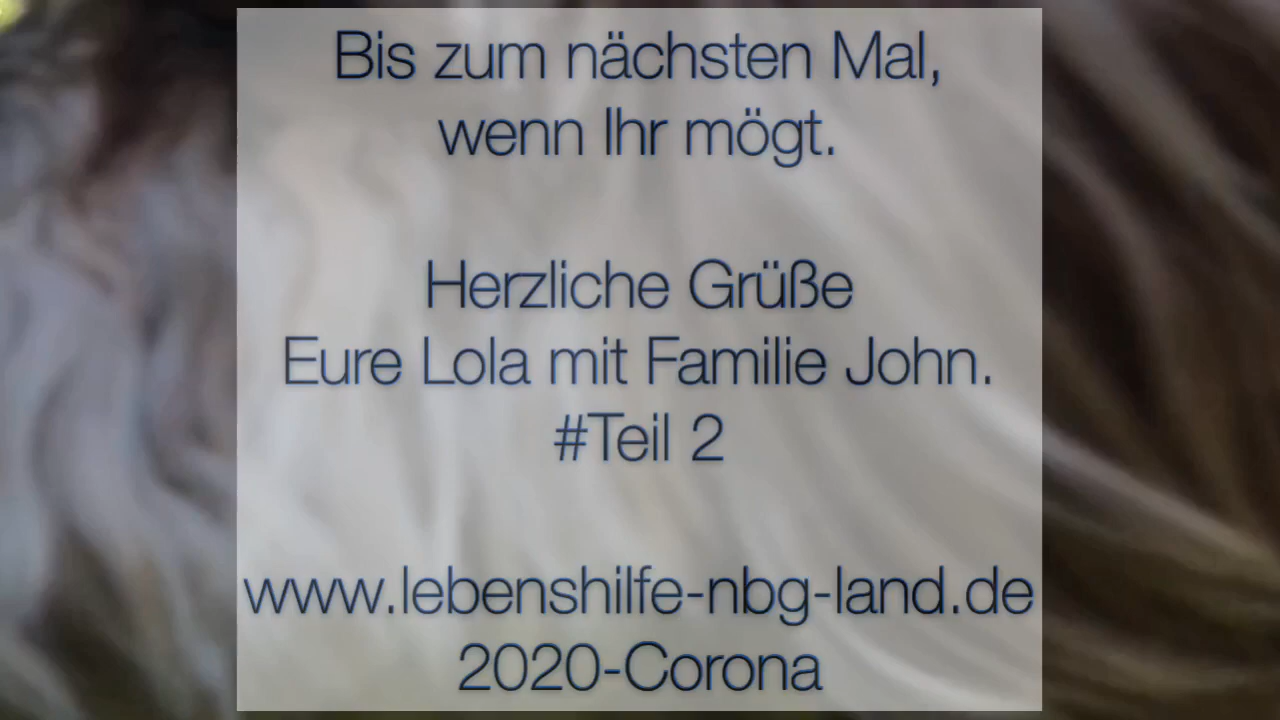 Bis zum nächsten Mal,
wenn Ihr mögt.
Herzliche Grüße
Eure Lola mit Familie John.
#Teil 2
www.lebenshilfe-nbg-land.de
2020-Corona